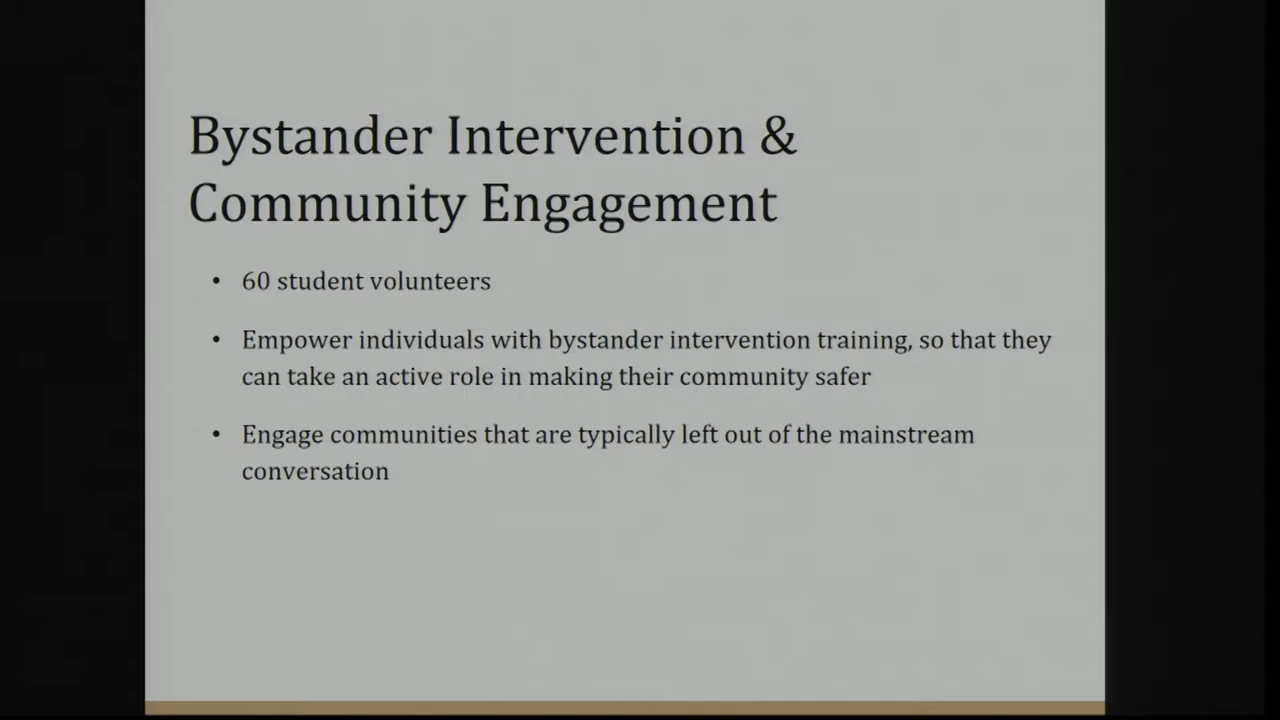 Bystander Intervention &
Community Engagement
• 60 student volunteers
• Empower individuals with bystander intervention training, so that they
can take an active role in making their community safer
• Engage communities that are typically left out of the mainstream
conversation